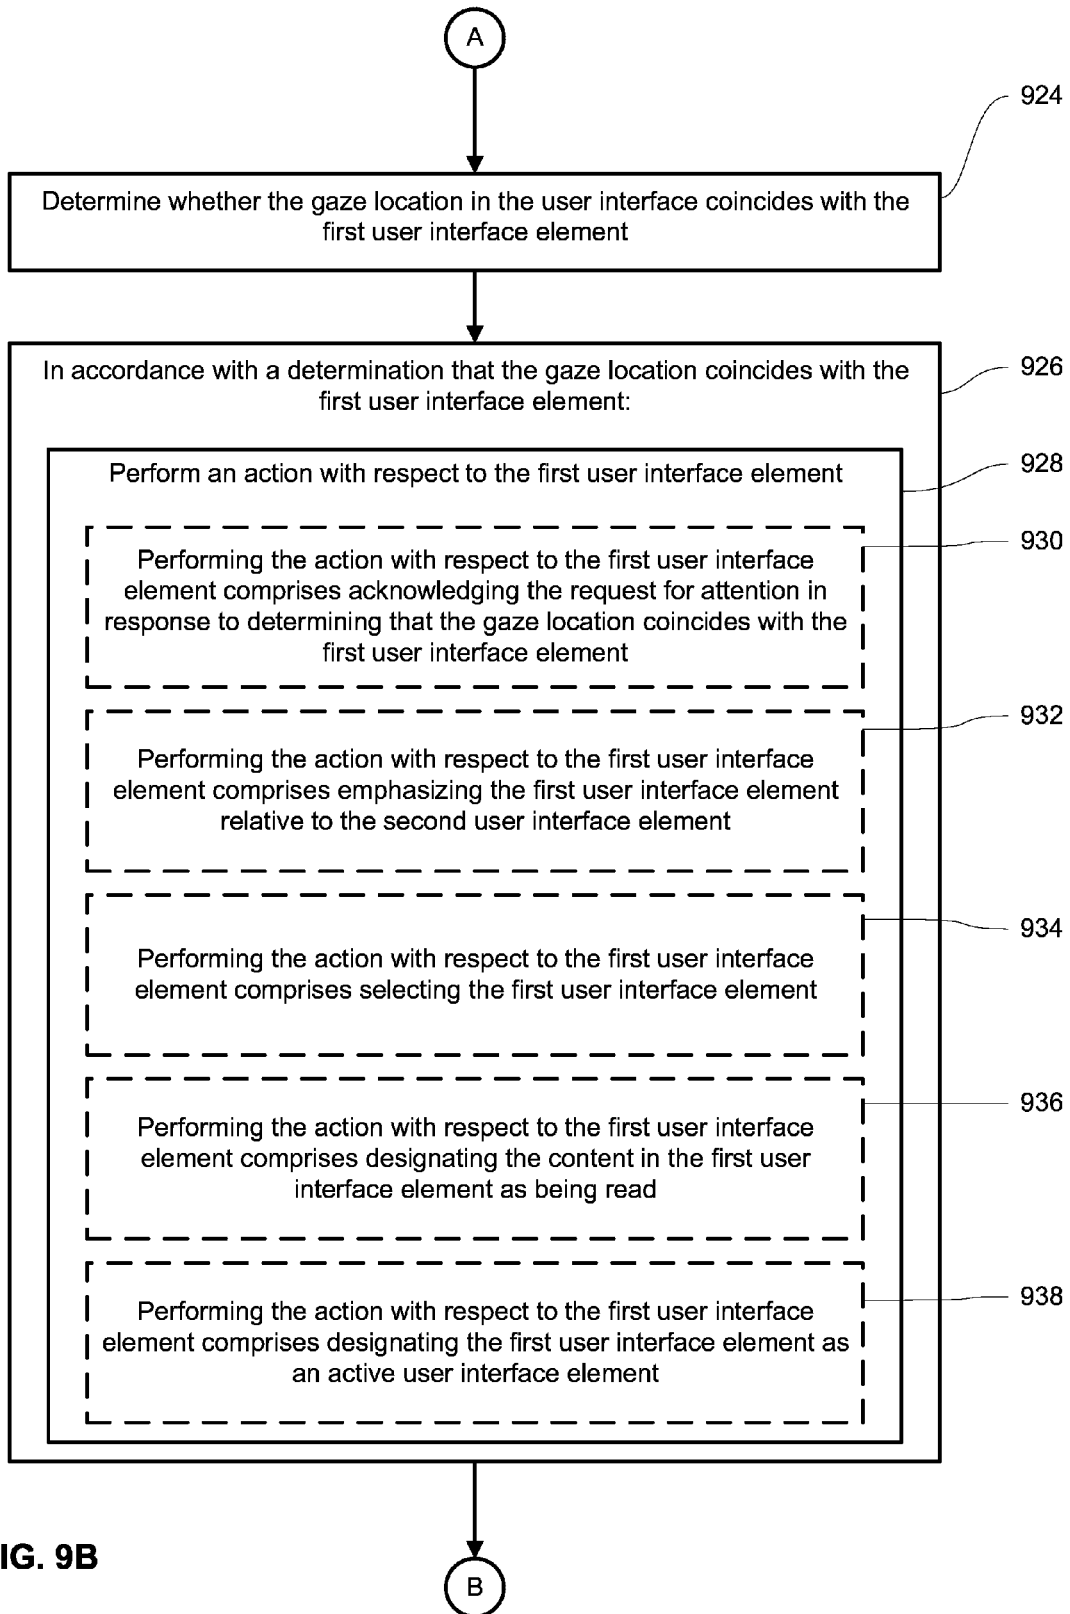 A
924
Determine whether the gaze location in the user interface coincides with the
first user interface element
In accordance with a determination that the gaze location coincides with the
first user interface element:
926
Perform an action with respect to the first user interface element
928
Performing the action with respect to the first user interface
element comprises acknowledging the request for attention in
response to determining that the gaze location coincides with the
first user interface element
930
Performing the action with respect to the first user interface
element comprises emphasizing the first user interface element
relative to the second user interface element
932
Performing the action with respect to the first user interface
element comprises selecting the first user interface element
934
Performing the action with respect to the first user interface
element comprises designating the content in the first user
interface element as being read
936
Performing the action with respect to the first user interface
element comprises designating the first user interface element as
an active user interface element
938
IG. 9B
B